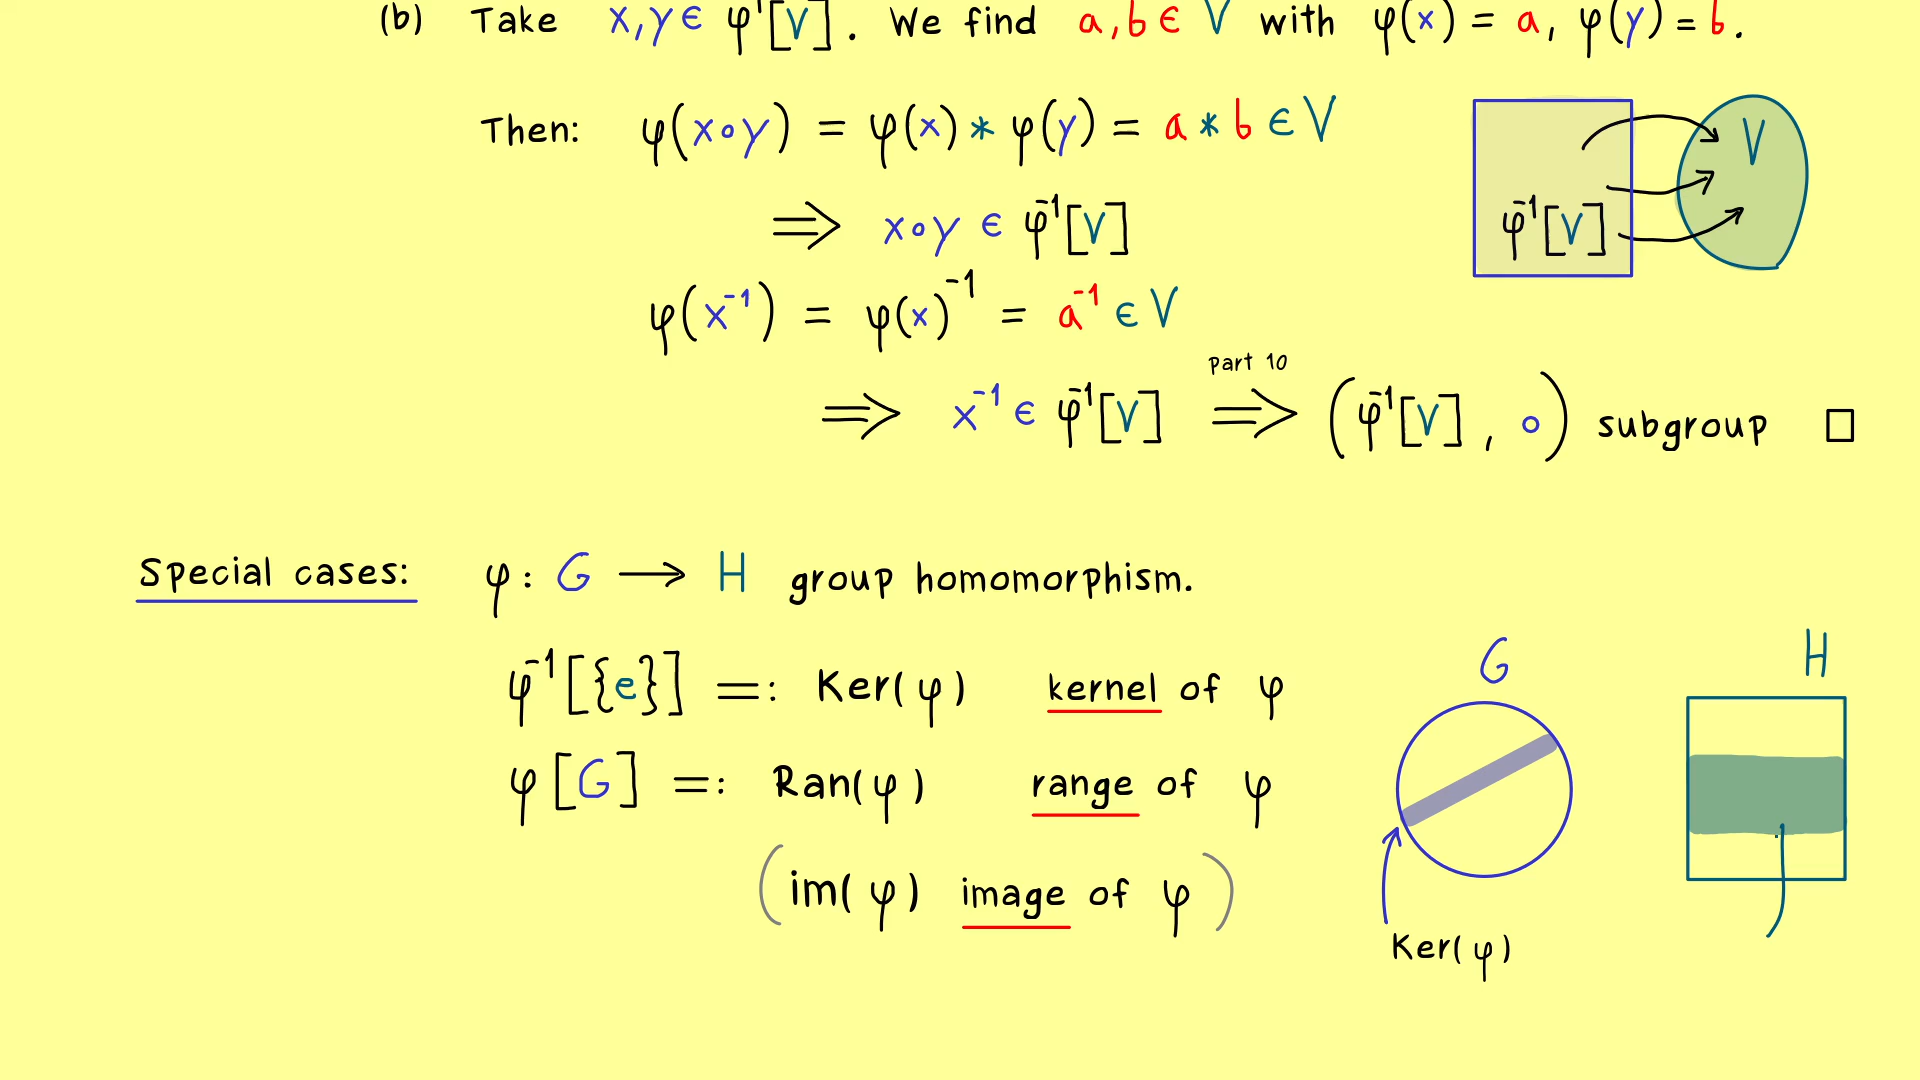 (b) Take x, y ∈ φ⁻¹[V]. We find a, b ∈ V with φ(x) = a, φ(y) = b.
Then: φ(x∘y) = φ(x) * φ(y) = a * b ∈ V
V
⟹ x∘y ∈ φ⁻¹[V]
φ⁻¹[V]
φ(x⁻¹) = φ(x)⁻¹ = a⁻¹ ∈ V
Part 10
⟹ x⁻¹ ∈ φ⁻¹[V] ⟹ (φ⁻¹[V], ∘) subgroup □
Special cases: φ: G ⟶ H group homomorphism.
G H
φ⁻¹[{e}] =: Ker(φ) kernel of φ
φ[G] =: Ran(φ) range of φ
(im(φ) image of φ)
Ker(φ)